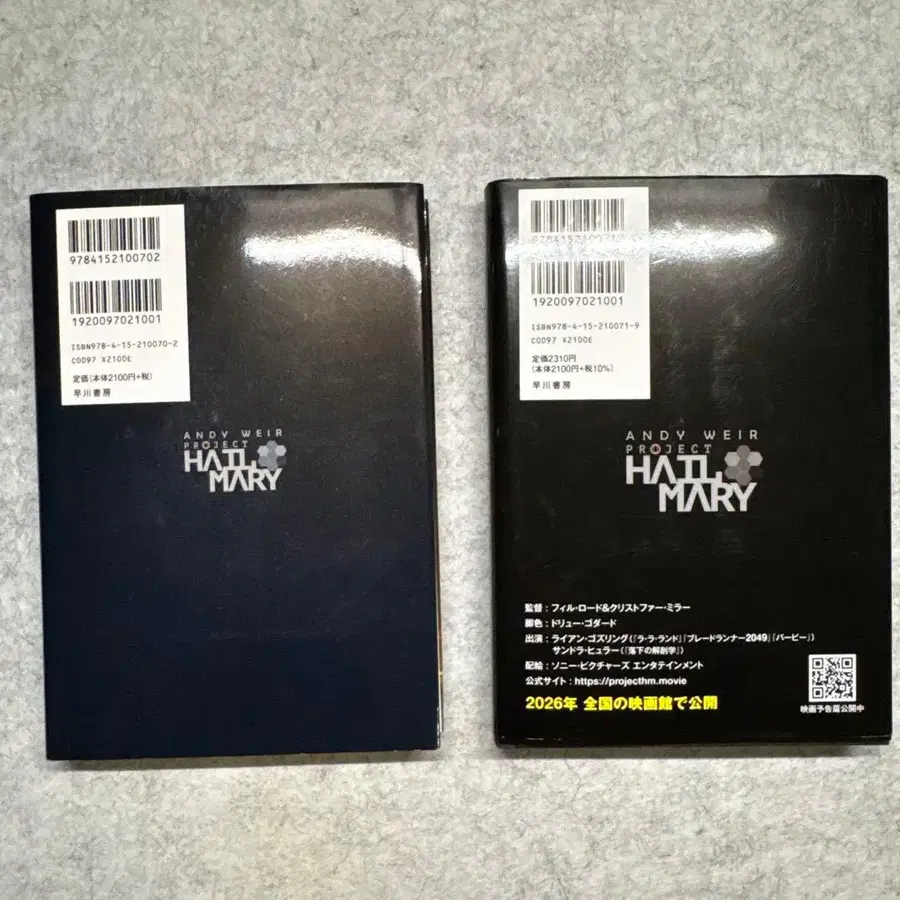 9784152100702
1920097021001
ISBN978-4-15-210070-2
C0097 ¥2100E
定価(本体2100円+税)
早川書房
ANDY WEIR
PROJECT
HAIL
MARY
1920097021001
ISBN978-4-15-210071-9
C0097 ¥2100E
定価2310円
(本体2100円+税10%)
早川書房
ANDY WEIR
PROJECT
HAIL
MARY
監督:フィル・ロード&クリストファー・ミラー
脚色:ドリュー・ゴダード
出演:ライアン・ゴズリング(『ラ・ラ・ランド』『ブレードランナー2049』『バービー』)
サンドラ・ヒュラー(『落下の解剖学』)
配給:ソニー・ピクチャーズ エンタテインメント
公式サイト:https://projecthm.movie
2026年 全国の映画館で公開
映画予告篇公開中